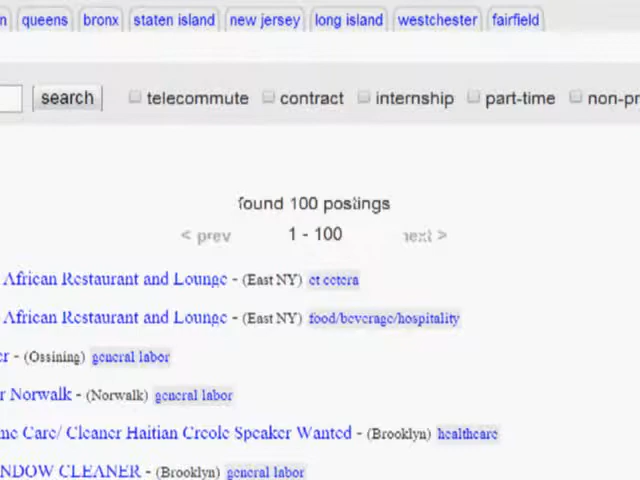 queens bronx staten island new jersey long island westchester fairfield
search telecommute contract internship part-time
found 100 postings
< prev 1 - 100 next >
African Restaurant and Lounge - (East NY) et cetera
African Restaurant and Lounge - (East NY) food/beverage/hospitality
- (Ossining) general labor
Norwalk - (Norwalk) general labor
Care/ Cleaner Haitian Creole Speaker Wanted - (Brooklyn) healthcare
CLEANER - (Brooklyn) general labor